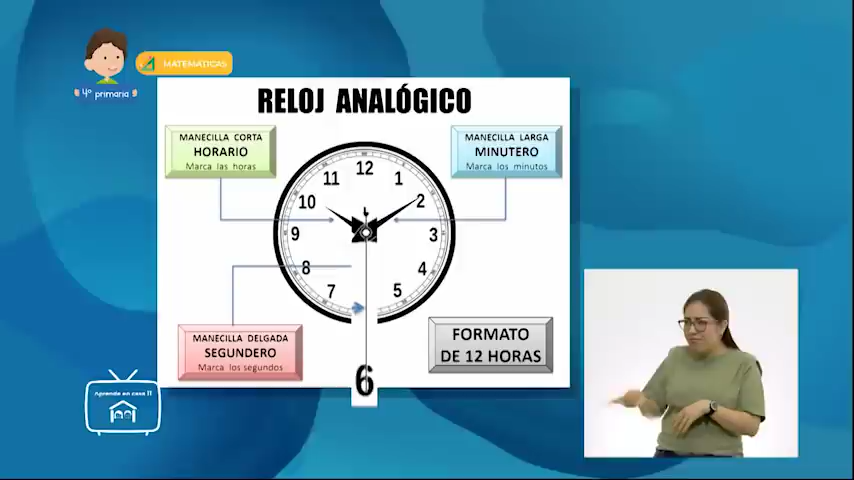 MATEMÁTICAS
4º primaria
RELOJ ANALÓGICO
MANECILLA CORTA
HORARIO
Marca las horas
MANECILLA LARGA
MINUTERO
Marca los minutos
12
11
1
10
2
9
3
8
4
7
5
6
MANECILLA DELGADA
SEGUNDERO
Marca los segundos
FORMATO
DE 12 HORAS
Aprende en casa II